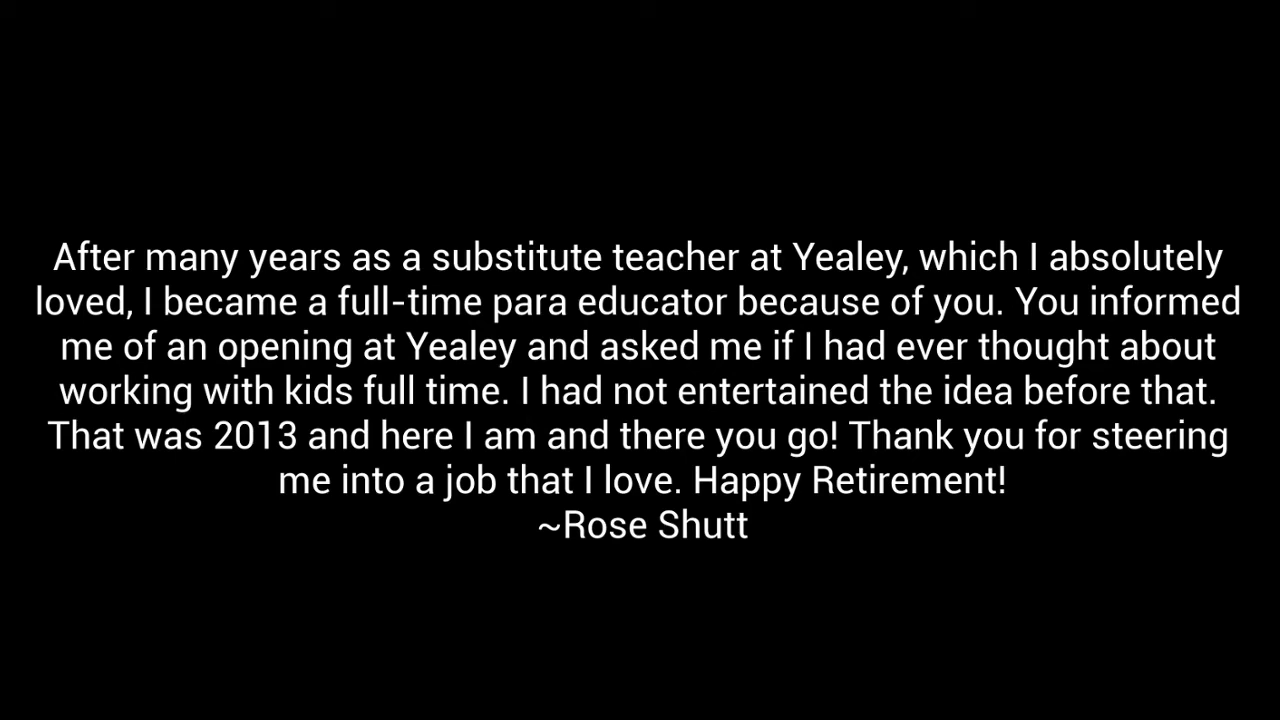 After many years as a substitute teacher at Yealey, which I absolutely
loved, I became a full-time para educator because of you. You informed
me of an opening at Yealey and asked me if I had ever thought about
working with kids full time. I had not entertained the idea before that.
That was 2013 and here I am and there you go! Thank you for steering
me into a job that I love. Happy Retirement!
~Rose Shutt